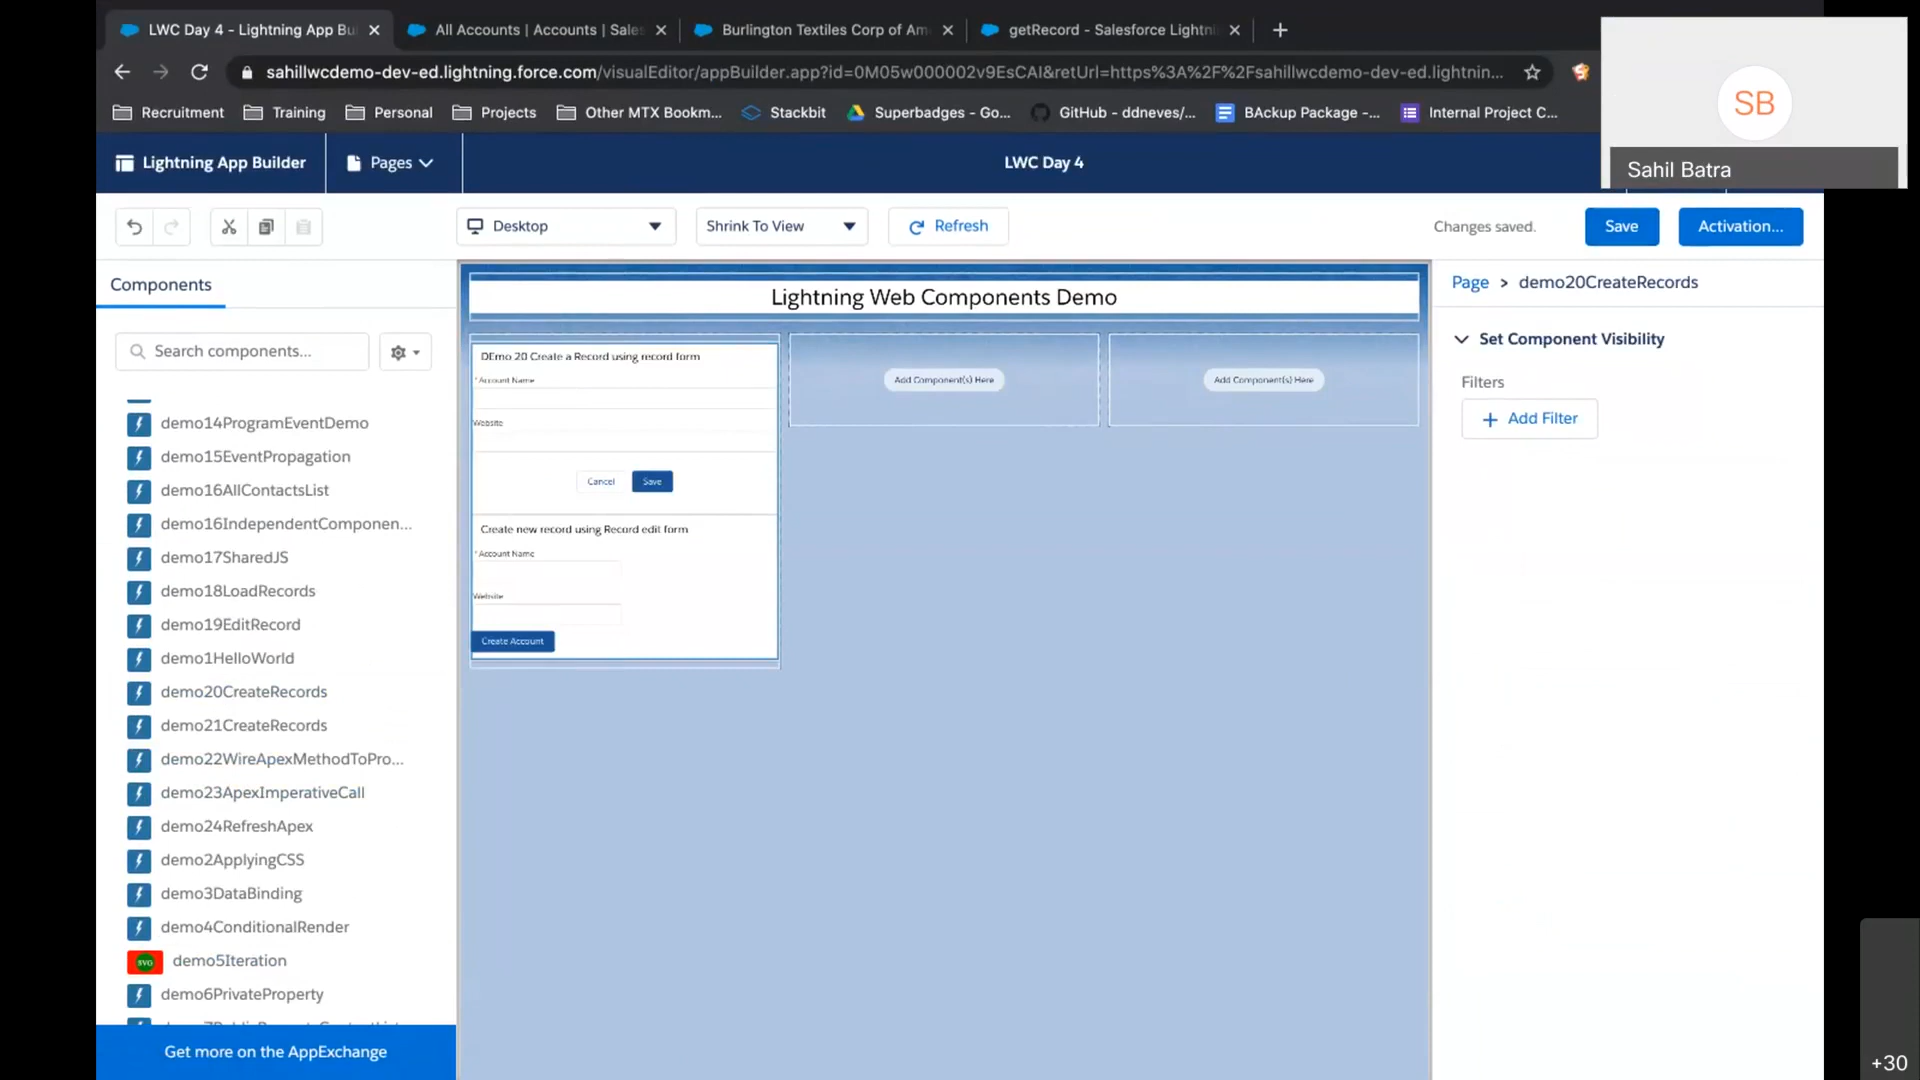 LWC Day 4 - Lightning App Bu
All Accounts | Accounts | Sales
Burlington Textiles Corp of Am
getRecord - Salesforce Lightni
sahillwcdemo-dev-ed.lightning.force.com/visualEditor/appBuilder.app?id=0M05w000002v9EsCAI&retUrl=https%3A%2F%2Fsahillwcdemo-dev-ed.lightnin...
Recruitment
Training
Personal
Projects
Other MTX Bookm...
Stackbit
Superbadges - Go...
GitHub - ddneves/...
BAckup Package -...
Internal Project C...
SB
Sahil Batra
Lightning App Builder
Pages
LWC Day 4
Desktop
Shrink To View
Refresh
Changes saved.
Save
Activation...
Components
Search components...
demo14ProgramEventDemo
demo15EventPropagation
demo16AllContactsList
demo16IndependentComponen...
demo17SharedJS
demo18LoadRecords
demo19EditRecord
demo1HelloWorld
demo20CreateRecords
demo21CreateRecords
demo22WireApexMethodToPro...
demo23ApexImperativeCall
demo24RefreshApex
demo2ApplyingCSS
demo3DataBinding
demo4ConditionalRender
SVG
demo5Iteration
demo6PrivateProperty
Get more on the AppExchange
Lightning Web Components Demo
DEmo 20 Create a Record using record form
*Account Name
Website
Cancel
Save
Create new record using Record edit form
*Account Name
Website
Create Account
Add Component(s) Here
Add Component(s) Here
Page > demo20CreateRecords
Set Component Visibility
Filters
+ Add Filter
+30